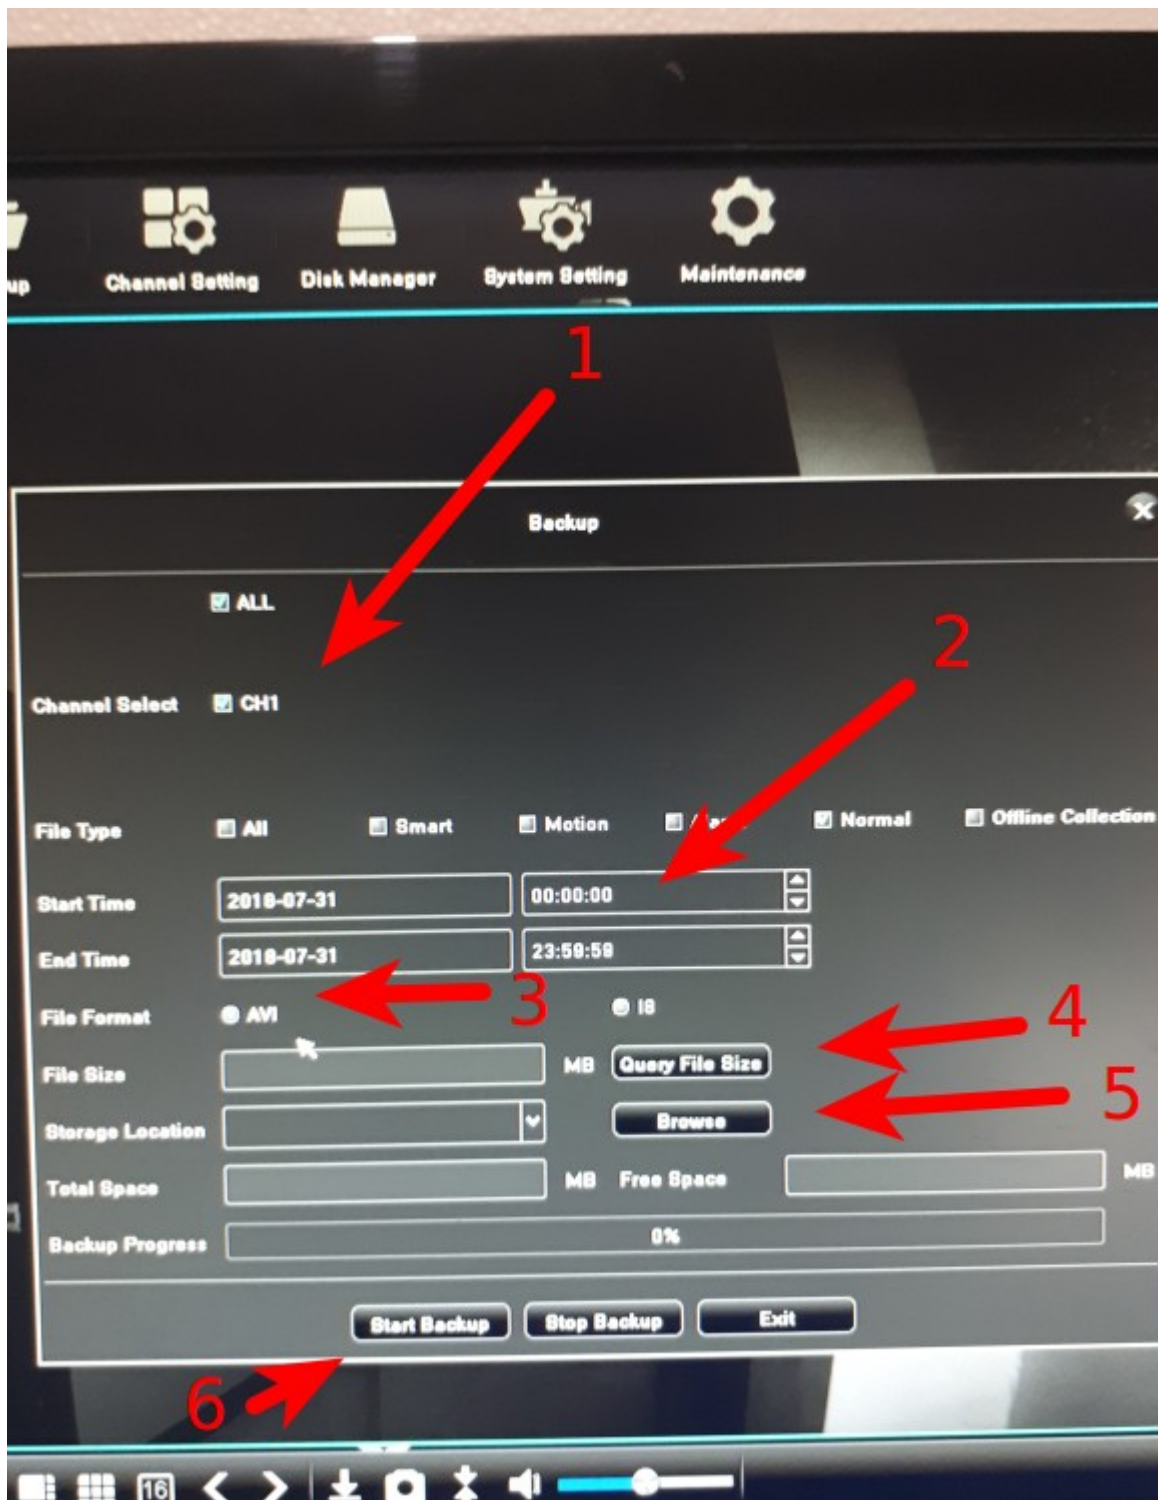 up Channel Setting Disk Manager System Setting Maintenance
1
Backup
ALL
2
Channel Select CH1
File Type All Smart Motion Normal Offline Collection
Start Time 2018-07-31 00:00:00
End Time 2018-07-31 23:59:59
3
File Format AVI I8
4
File Size MB Query File Size
5
Storage Location Browse
Total Space MB Free Space MB
Backup Progress 0%
Start Backup Stop Backup Exit
6
16